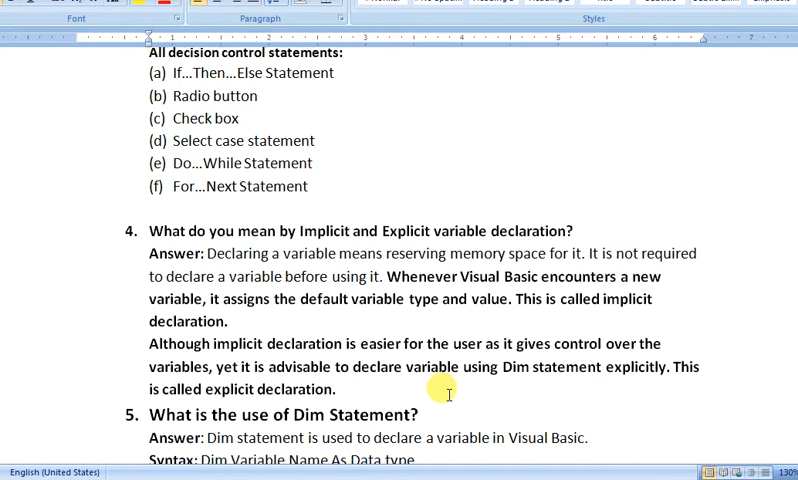 Font
Paragraph
Styles
1
3
4
5
6
7
All decision control statements:
(a) If...Then...Else Statement
(b) Radio button
(c) Check box
(d) Select case statement
(e) Do...While Statement
(f) For...Next Statement
4. What do you mean by Implicit and Explicit variable declaration?
Answer: Declaring a variable means reserving memory space for it. It is not required
to declare a variable before using it. Whenever Visual Basic encounters a new
variable, it assigns the default variable type and value. This is called implicit
declaration.
Although implicit declaration is easier for the user as it gives control over the
variables, yet it is advisable to declare variable using Dim statement explicitly. This
is called explicit declaration.
5. What is the use of Dim Statement?
Answer: Dim statement is used to declare a variable in Visual Basic.
Syntax: Dim Variable Name As Data type
English (United States)
130%